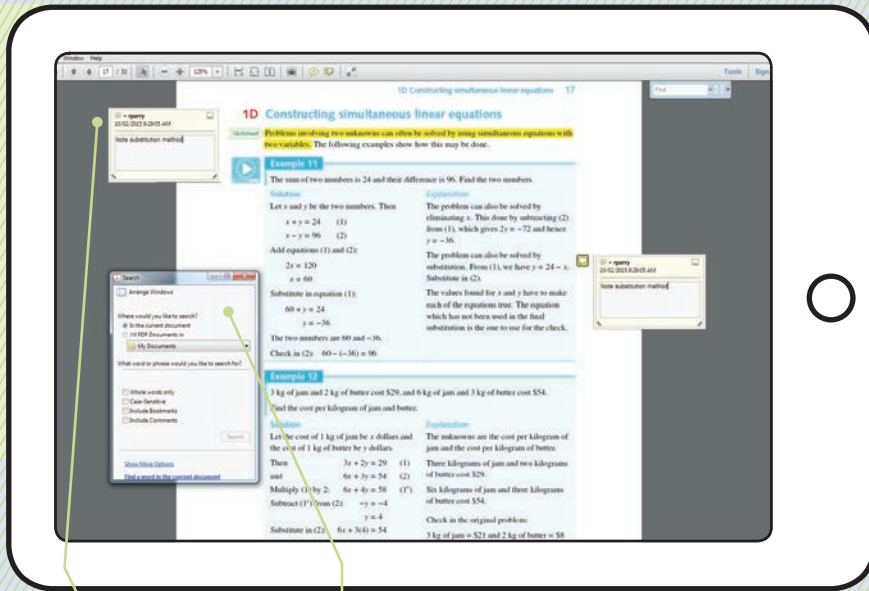 Window Help
17 / 32
125%
Tools
Sign
1D Constructing simultaneous linear equations 17
Find
rparry
10/02/2015 9:29:05 AM
Note substitution method
1D Constructing simultaneous linear equations
Problems involving two unknowns can often be solved by using simultaneous equations with
two variables. The following examples show how this may be done.
Example 11
The sum of two numbers is 24 and their difference is 96. Find the two numbers.
Solution
Let x and y be the two numbers. Then
x + y = 24 (1)
x − y = 96 (2)
Add equations (1) and (2):
2x = 120
x = 60
Substitute in equation (1):
60 + y = 24
y = −36
The two numbers are 60 and −36.
Check in (2): 60 − (−36) = 96
Explanation
The problem can also be solved by
eliminating x. This done by subtracting (2)
from (1), which gives 2y = −72 and hence
y = −36.
The problem can also be solved by
substitution. From (1), we have y = 24 − x.
Substitute in (2).
The values found for x and y have to make
each of the equations true. The equation
which has not been used in the final
substitution is the one to use for the check.
rparry
10/02/2015 9:29:05 AM
Note substitution method
Search
Arrange Windows
Where would you like to search?
In the current document
All PDF Documents in
My Documents
What word or phrase would you like to search for?
Whole words only
Case-Sensitive
Include Bookmarks
Include Comments
Search
Show More Options
Find a word in the current document
Example 12
3 kg of jam and 2 kg of butter cost $29, and 6 kg of jam and 3 kg of butter cost $54.
Find the cost per kilogram of jam and butter.
Solution
Let the cost of 1 kg of jam be x dollars and
the cost of 1 kg of butter be y dollars.
Then 3x + 2y = 29 (1)
and 6x + 3y = 54 (2)
Multiply (1) by 2: 6x + 4y = 58 (1′)
Subtract (1′) from (2): −y = −4
y = 4
Substitute in (2): 6x + 3(4) = 54
Explanation
The unknowns are the cost per kilogram of
jam and the cost per kilogram of butter.
Three kilograms of jam and two kilograms
of butter cost $29.
Six kilograms of jam and three kilograms
of butter cost $54.
Check in the original problem:
3 kg of jam = $21 and 2 kg of butter = $8